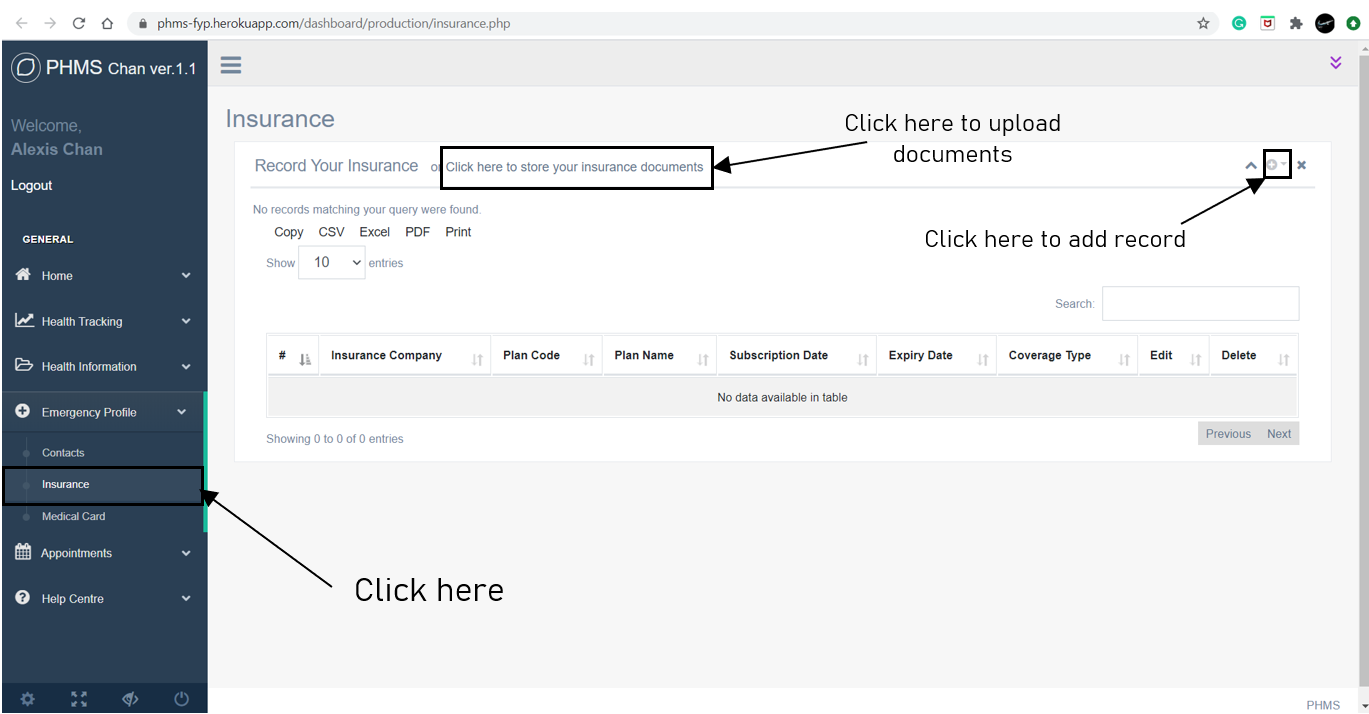 phms-fyp.herokuapp.com/dashboard/production/insurance.php
PHMS Chan ver.1.1
Welcome,
Alexis Chan
Logout
GENERAL
Home
Health Tracking
Health Information
Emergency Profile
Contacts
Insurance
Medical Card
Appointments
Help Centre
Insurance
Click here to upload
documents
Record Your Insurance or Click here to store your insurance documents
Click here to add record
No records matching your query were found.
Copy CSV Excel PDF Print
Show 10 entries
Search:
# Insurance Company Plan Code Plan Name Subscription Date Expiry Date Coverage Type Edit Delete
No data available in table
Showing 0 to 0 of 0 entries
Previous Next
Click here
PHMS